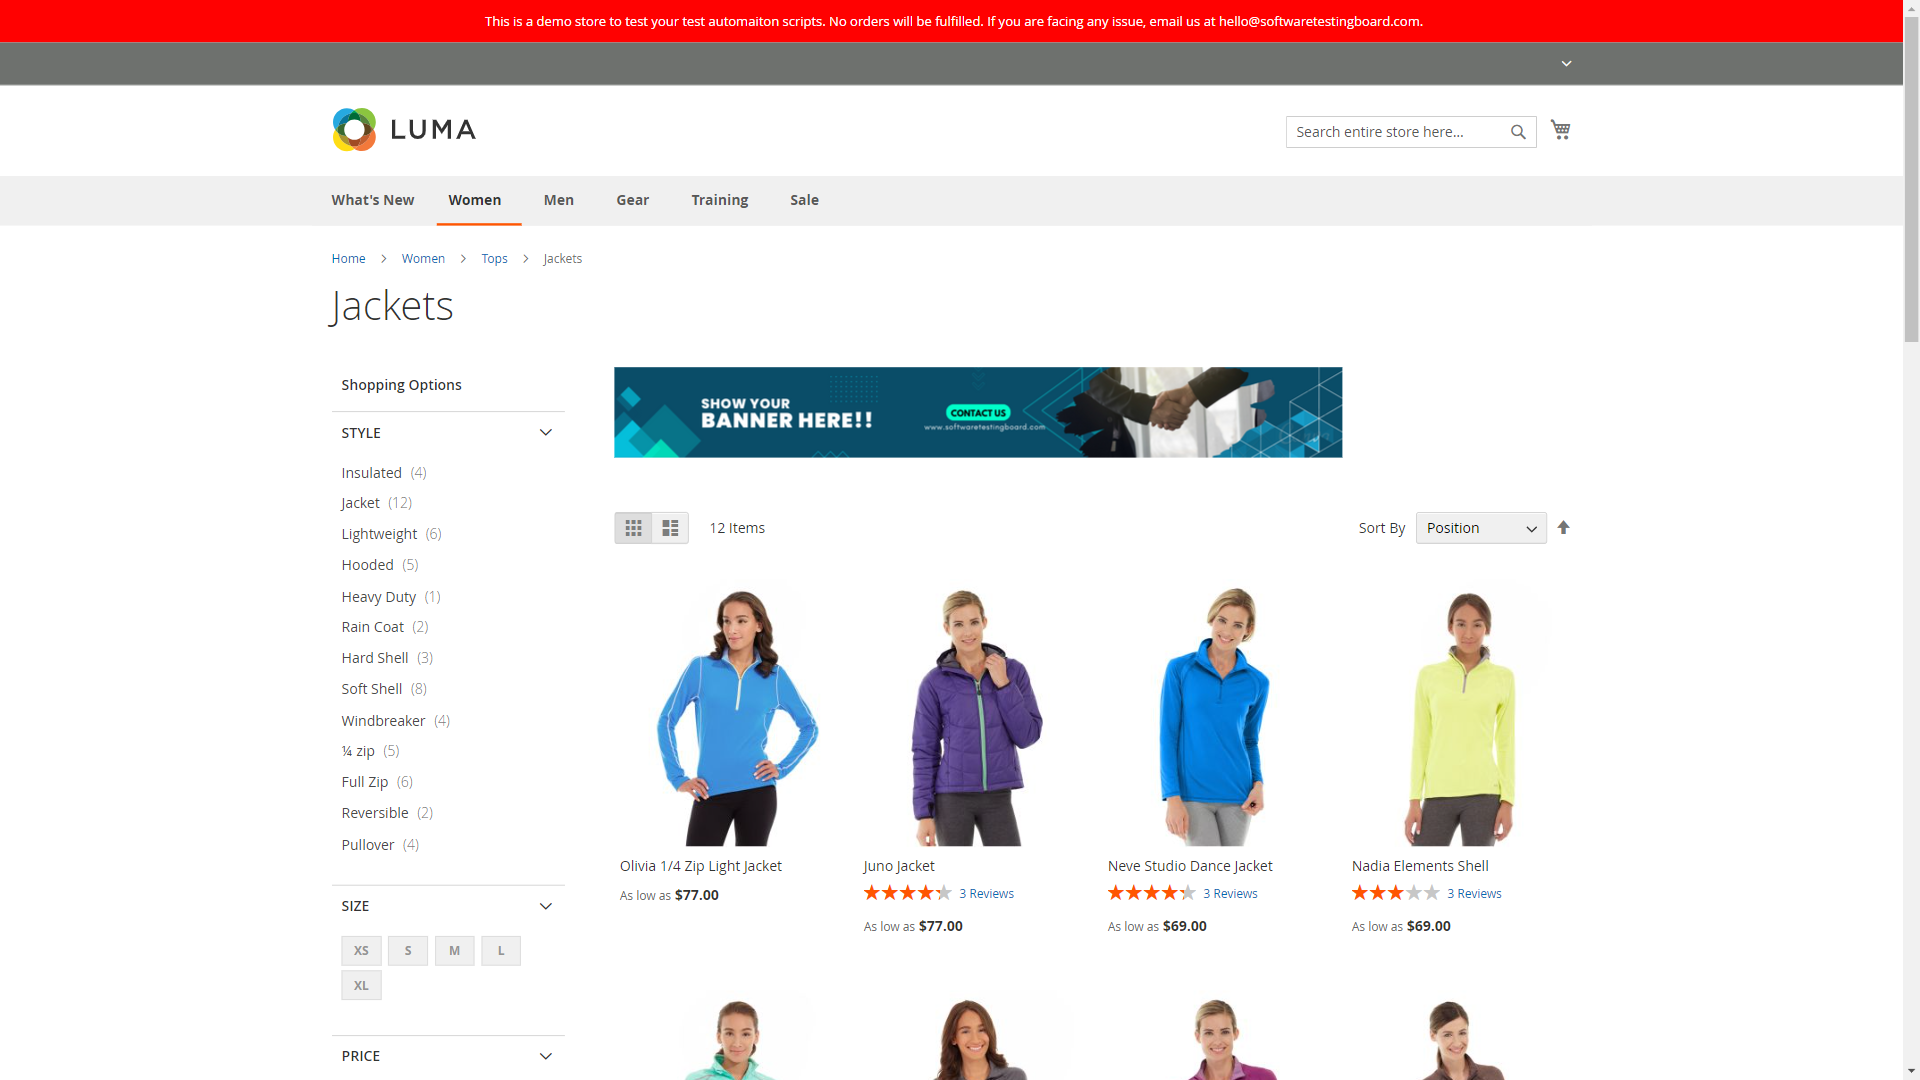 This is a demo store to test your test automaiton scripts. No orders will be fulfilled. If you are facing any issue, email us at hello@softwaretestingboard.com.
LUMA
Search entire store here...
What's New
Women
Men
Gear
Training
Sale
Home
Women
Tops
Jackets
Jackets
Shopping Options
STYLE
Insulated (4)
Jacket (12)
Lightweight (6)
Hooded (5)
Heavy Duty (1)
Rain Coat (2)
Hard Shell (3)
Soft Shell (8)
Windbreaker (4)
¼ zip (5)
Full Zip (6)
Reversible (2)
Pullover (4)
SIZE
XS
S
M
L
XL
PRICE
SHOW YOUR
BANNER HERE!!
CONTACT US
www.softwaretestingboard.com
12 Items
Sort By
Position
Olivia 1/4 Zip Light Jacket
As low as $77.00
Juno Jacket
3 Reviews
As low as $77.00
Neve Studio Dance Jacket
3 Reviews
As low as $69.00
Nadia Elements Shell
3 Reviews
As low as $69.00